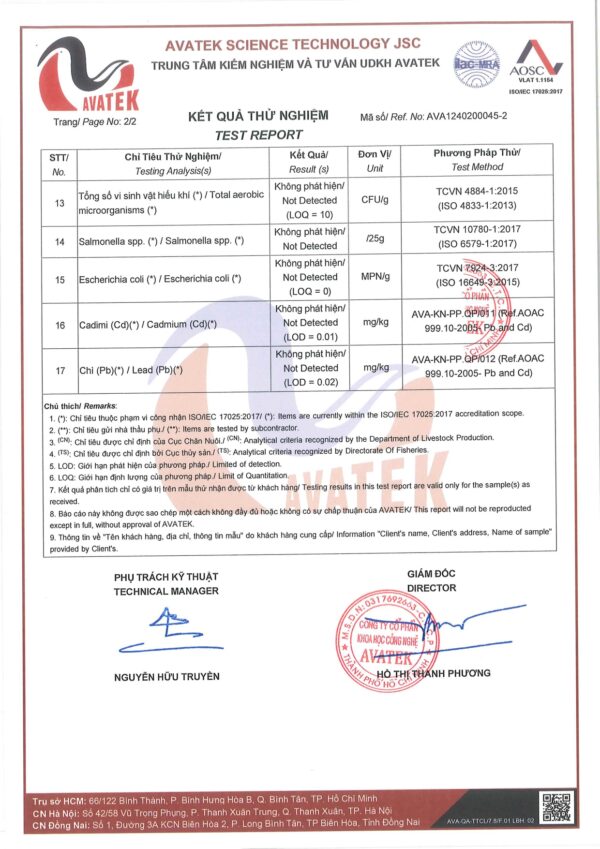 AVATEK SCIENCE TECHNOLOGY JSC
TRUNG TÂM KIỂM NGHIỆM VÀ TƯ VẤN UDKH AVATEK
AVATEK
ilac-MRA
AOSC
VLAT 1.1154
ISO/IEC 17025:2017
Trang/ Page No: 2/2
KẾT QUẢ THỬ NGHIỆM
Mã số/ Ref. No: AVA1240200045-2
TEST REPORT
STT/ Chỉ Tiêu Thử Nghiệm/ Kết Quả/ Đơn Vị/ Phương Pháp Thử/
No. Testing Analysis(s) Result (s) Unit Test Method
13 Tổng số vi sinh vật hiếu khí (*) / Total aerobic microorganisms (*) Không phát hiện/ Not Detected (LOQ = 10) CFU/g TCVN 4884-1:2015 (ISO 4833-1:2013)
14 Salmonella spp. (*) / Salmonella spp. (*) Không phát hiện/ Not Detected /25g TCVN 10780-1:2017 (ISO 6579-1:2017)
15 Escherichia coli (*) / Escherichia coli (*) Không phát hiện/ Not Detected (LOQ = 0) MPN/g TCVN 7924-3:2017 (ISO 16649-3:2015)
16 Cadimi (Cd)(*) / Cadmium (Cd)(*) Không phát hiện/ Not Detected (LOD = 0.01) mg/kg AVA-KN-PP.QP/011 (Ref.AOAC 999.10-2005- Pb and Cd)
17 Chì (Pb)(*) / Lead (Pb)(*) Không phát hiện/ Not Detected (LOD = 0.02) mg/kg AVA-KN-PP.QP/012 (Ref.AOAC 999.10-2005- Pb and Cd)
Chú thích/ Remarks:
1. (*): Chỉ tiêu thuộc phạm vi công nhận ISO/IEC 17025:2017/ (*): Items are currently within the ISO/IEC 17025:2017 accreditation scope.
2. (**): Chỉ tiêu gửi nhà thầu phụ./ (**): Items are tested by subcontractor.
3. (CN): Chỉ tiêu được chỉ định của Cục Chăn Nuôi./ (CN): Analytical criteria recognized by the Department of Livestock Production.
4. (TS): Chỉ tiêu được chỉ định bởi Cục thủy sản./ (TS): Analytical criteria recognized by Directorate Of Fisheries.
5. LOD: Giới hạn phát hiện của phương pháp./ Limited of detection.
6. LOQ: Giới hạn định lượng của phương pháp/ Limit of Quantitation.
7. Kết quả phân tích chỉ có giá trị trên mẫu thử nhận được từ khách hàng/ Testing results in this test report are valid only for the sample(s) as
received.
8. Báo cáo này không được sao chép một cách không đầy đủ hoặc không có sự chấp thuận của AVATEK/ This report will not be reproduced
except in full, without approval of AVATEK.
9. Thông tin về "Tên khách hàng, địa chỉ, thông tin mẫu" do khách hàng cung cấp/ Information "Client's name, Client's address, Name of sample"
provided by Client's.
AVATEK
PHỤ TRÁCH KỸ THUẬT
TECHNICAL MANAGER
GIÁM ĐỐC
DIRECTOR
M.S.D.N: 0317692663
CÔNG TY CỔ PHẦN
KHOA HỌC CÔNG NGHỆ
AVATEK
THÀNH PHỐ HỒ CHÍ MINH
NGUYỄN HỮU TRUYỀN
HỒ THỊ THANH PHƯƠNG
Trụ sở HCM: 66/122 Bình Thành, P. Bình Hưng Hòa B, Q. Bình Tân, TP. Hồ Chí Minh
CN Hà Nội: Số 42/58 Vũ Trọng Phụng, P. Thanh Xuân Trung, Q. Thanh Xuân, TP. Hà Nội
CN Đồng Nai: Số 1, Đường 3A KCN Biên Hòa 2, P. Long Bình Tân, TP Biên Hòa, Tỉnh Đồng Nai
AVA-QA-TTCL/7.8/F.01 LBH: 02